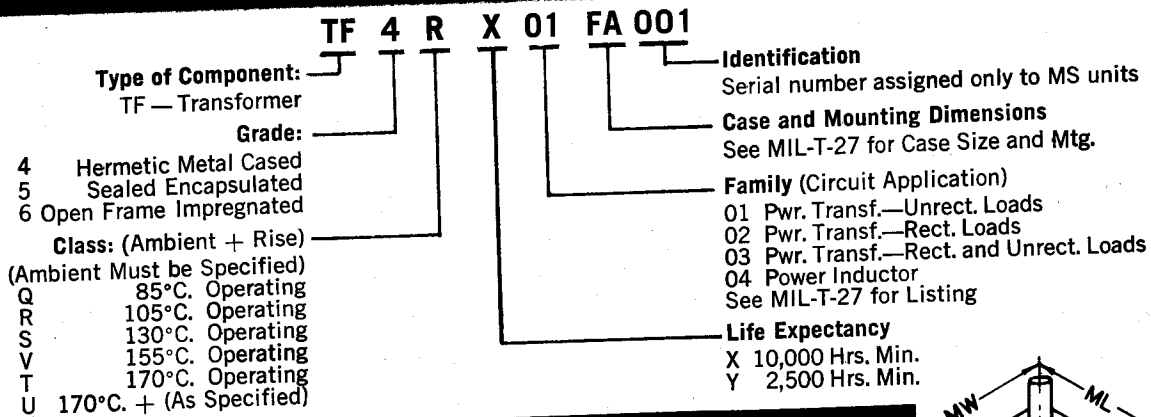 TF 4 R X 01 FA 001
Type of Component:
TF — Transformer
Grade:
4 Hermetic Metal Cased
5 Sealed Encapsulated
6 Open Frame Impregnated
Class: (Ambient + Rise)
(Ambient Must be Specified)
Q 85°C. Operating
R 105°C. Operating
S 130°C. Operating
V 155°C. Operating
T 170°C. Operating
U 170°C. + (As Specified)
Identification
Serial number assigned only to MS units
Case and Mounting Dimensions
See MIL-T-27 for Case Size and Mtg.
Family (Circuit Application)
01 Pwr. Transf.—Unrect. Loads
02 Pwr. Transf.—Rect. Loads
03 Pwr. Transf.—Rect. and Unrect. Loads
04 Power Inductor
See MIL-T-27 for Listing
Life Expectancy
X 10,000 Hrs. Min.
Y 2,500 Hrs. Min.
MW ML